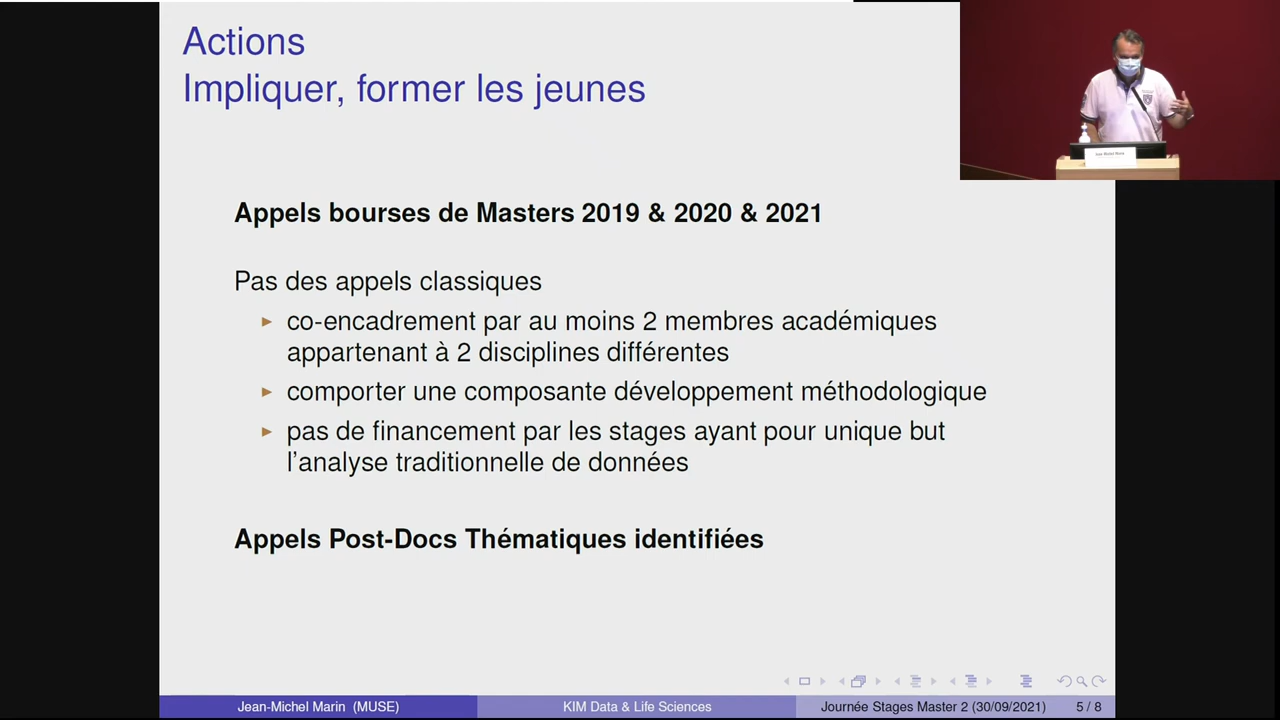 Actions
Impliquer, former les jeunes
Appels bourses de Masters 2019 & 2020 & 2021
Pas des appels classiques
co-encadrement par au moins 2 membres académiques
appartenant à 2 disciplines différentes
comporter une composante développement méthodologique
pas de financement par les stages ayant pour unique but
l'analyse traditionnelle de données
Appels Post-Docs Thématiques identifiées
Jean-Michel Marin (MUSE)
KIM Data & Life Sciences
Journée Stages Master 2 (30/09/2021)
5 / 8